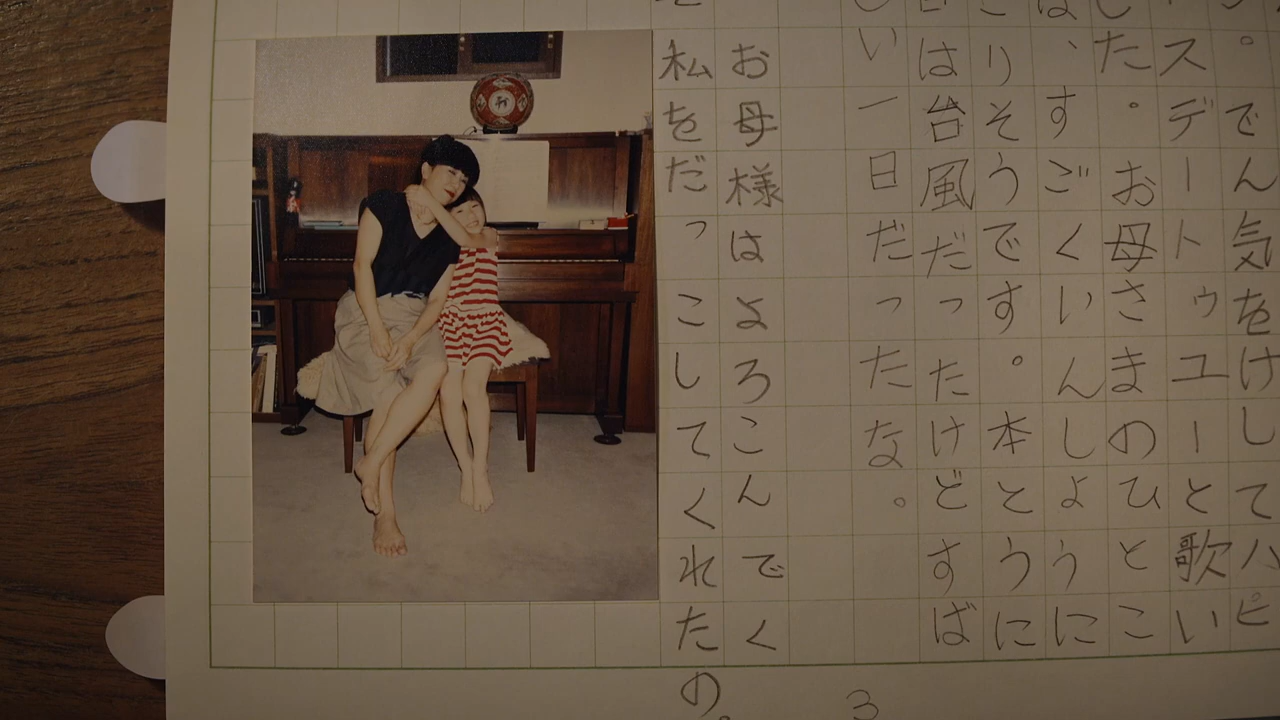 。でん気をけしてハピ
スデートゥユーと歌い
した。お母さまのひとこ
は、すごくいんしょうに
こりそうです。本とうに
日は台風だったけどすば
しい一日だったな。
お母様はよろこんでく
私をだっこしてくれたの。
3